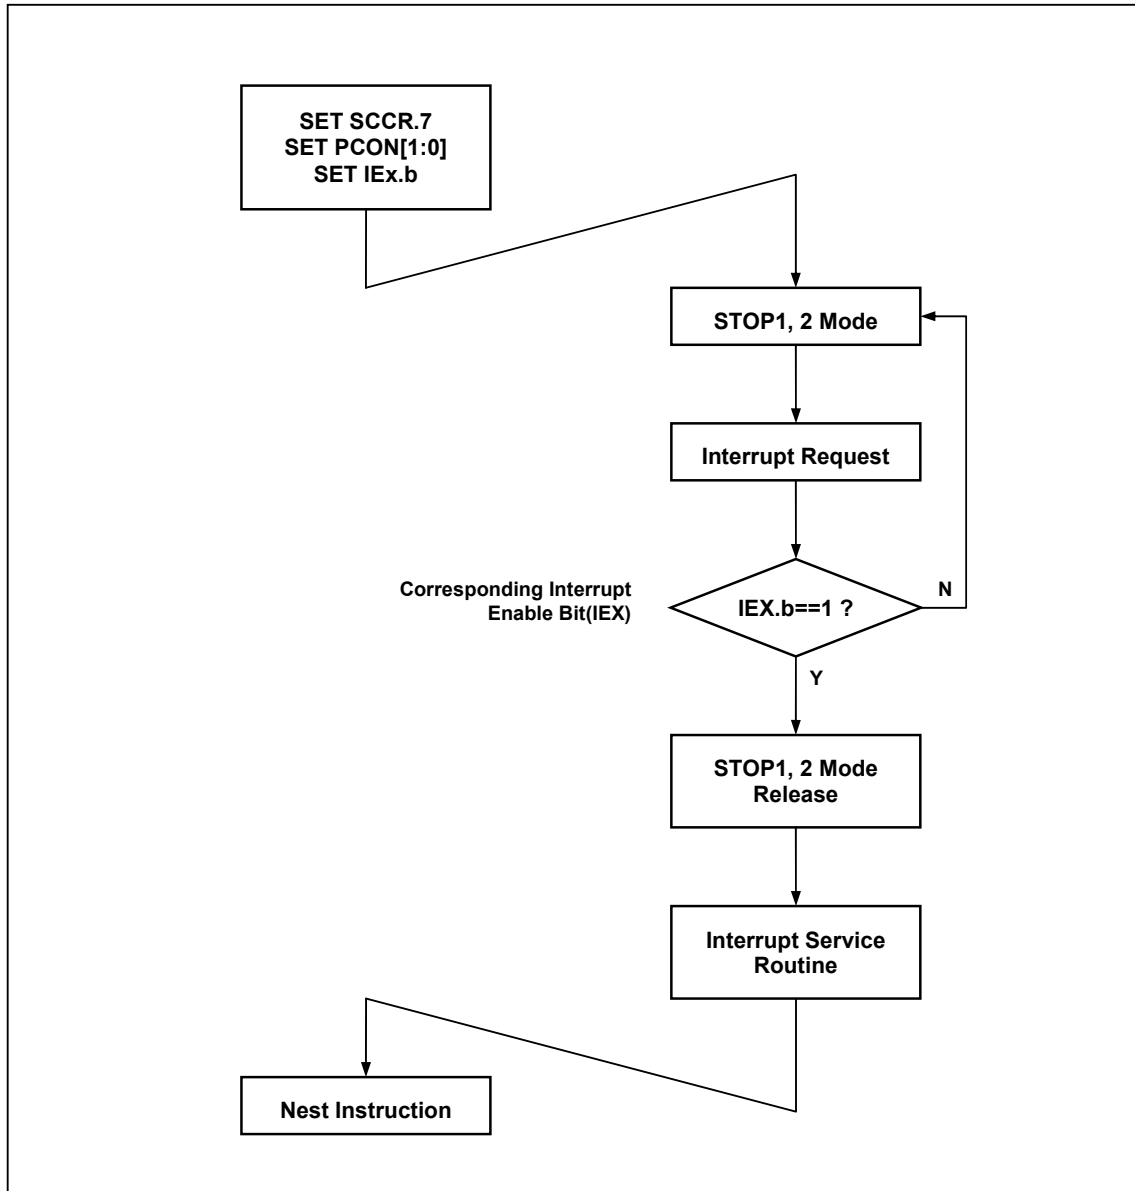 SET SCCR.7
SET PCON[1:0]
SET IEx.b
STOP1, 2 Mode
Interrupt Request
Corresponding Interrupt
Enable Bit(IEX)
IEX.b==1 ?
N
Y
STOP1, 2 Mode
Release
Interrupt Service
Routine
Nest Instruction